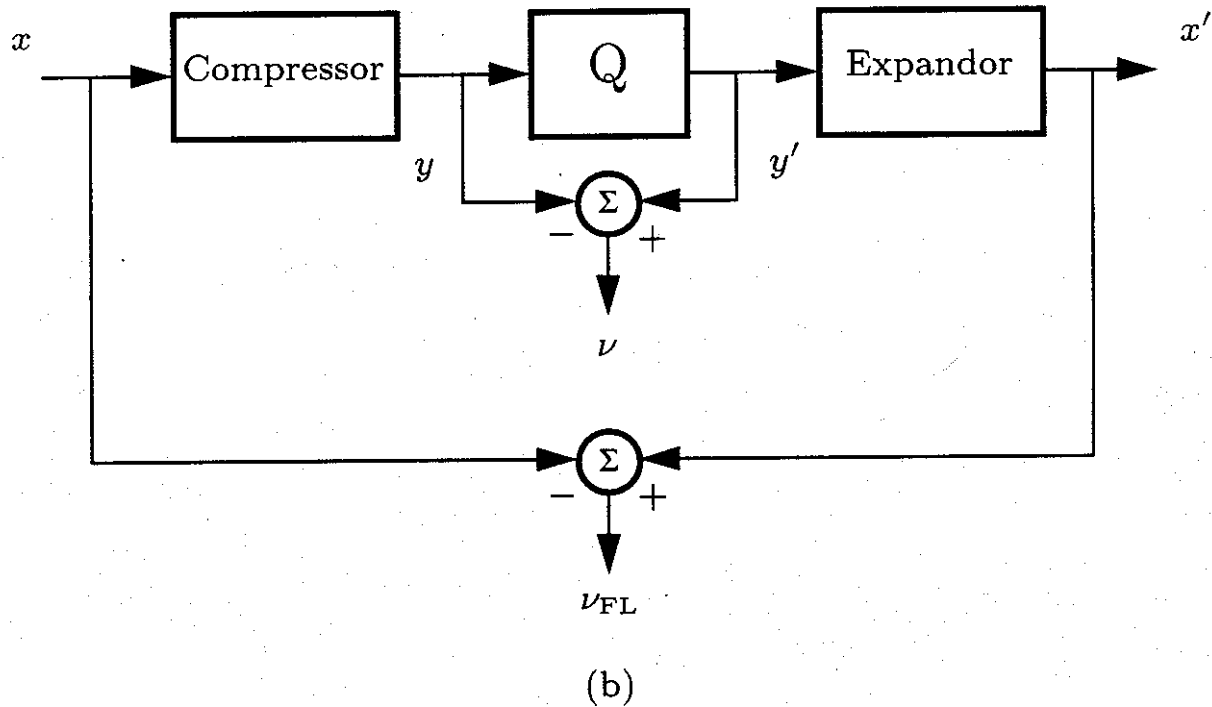 x
Compressor
Q
Expandor
x′
y
y′
Σ
− +
ν
Σ
− +
ν_FL
(b)